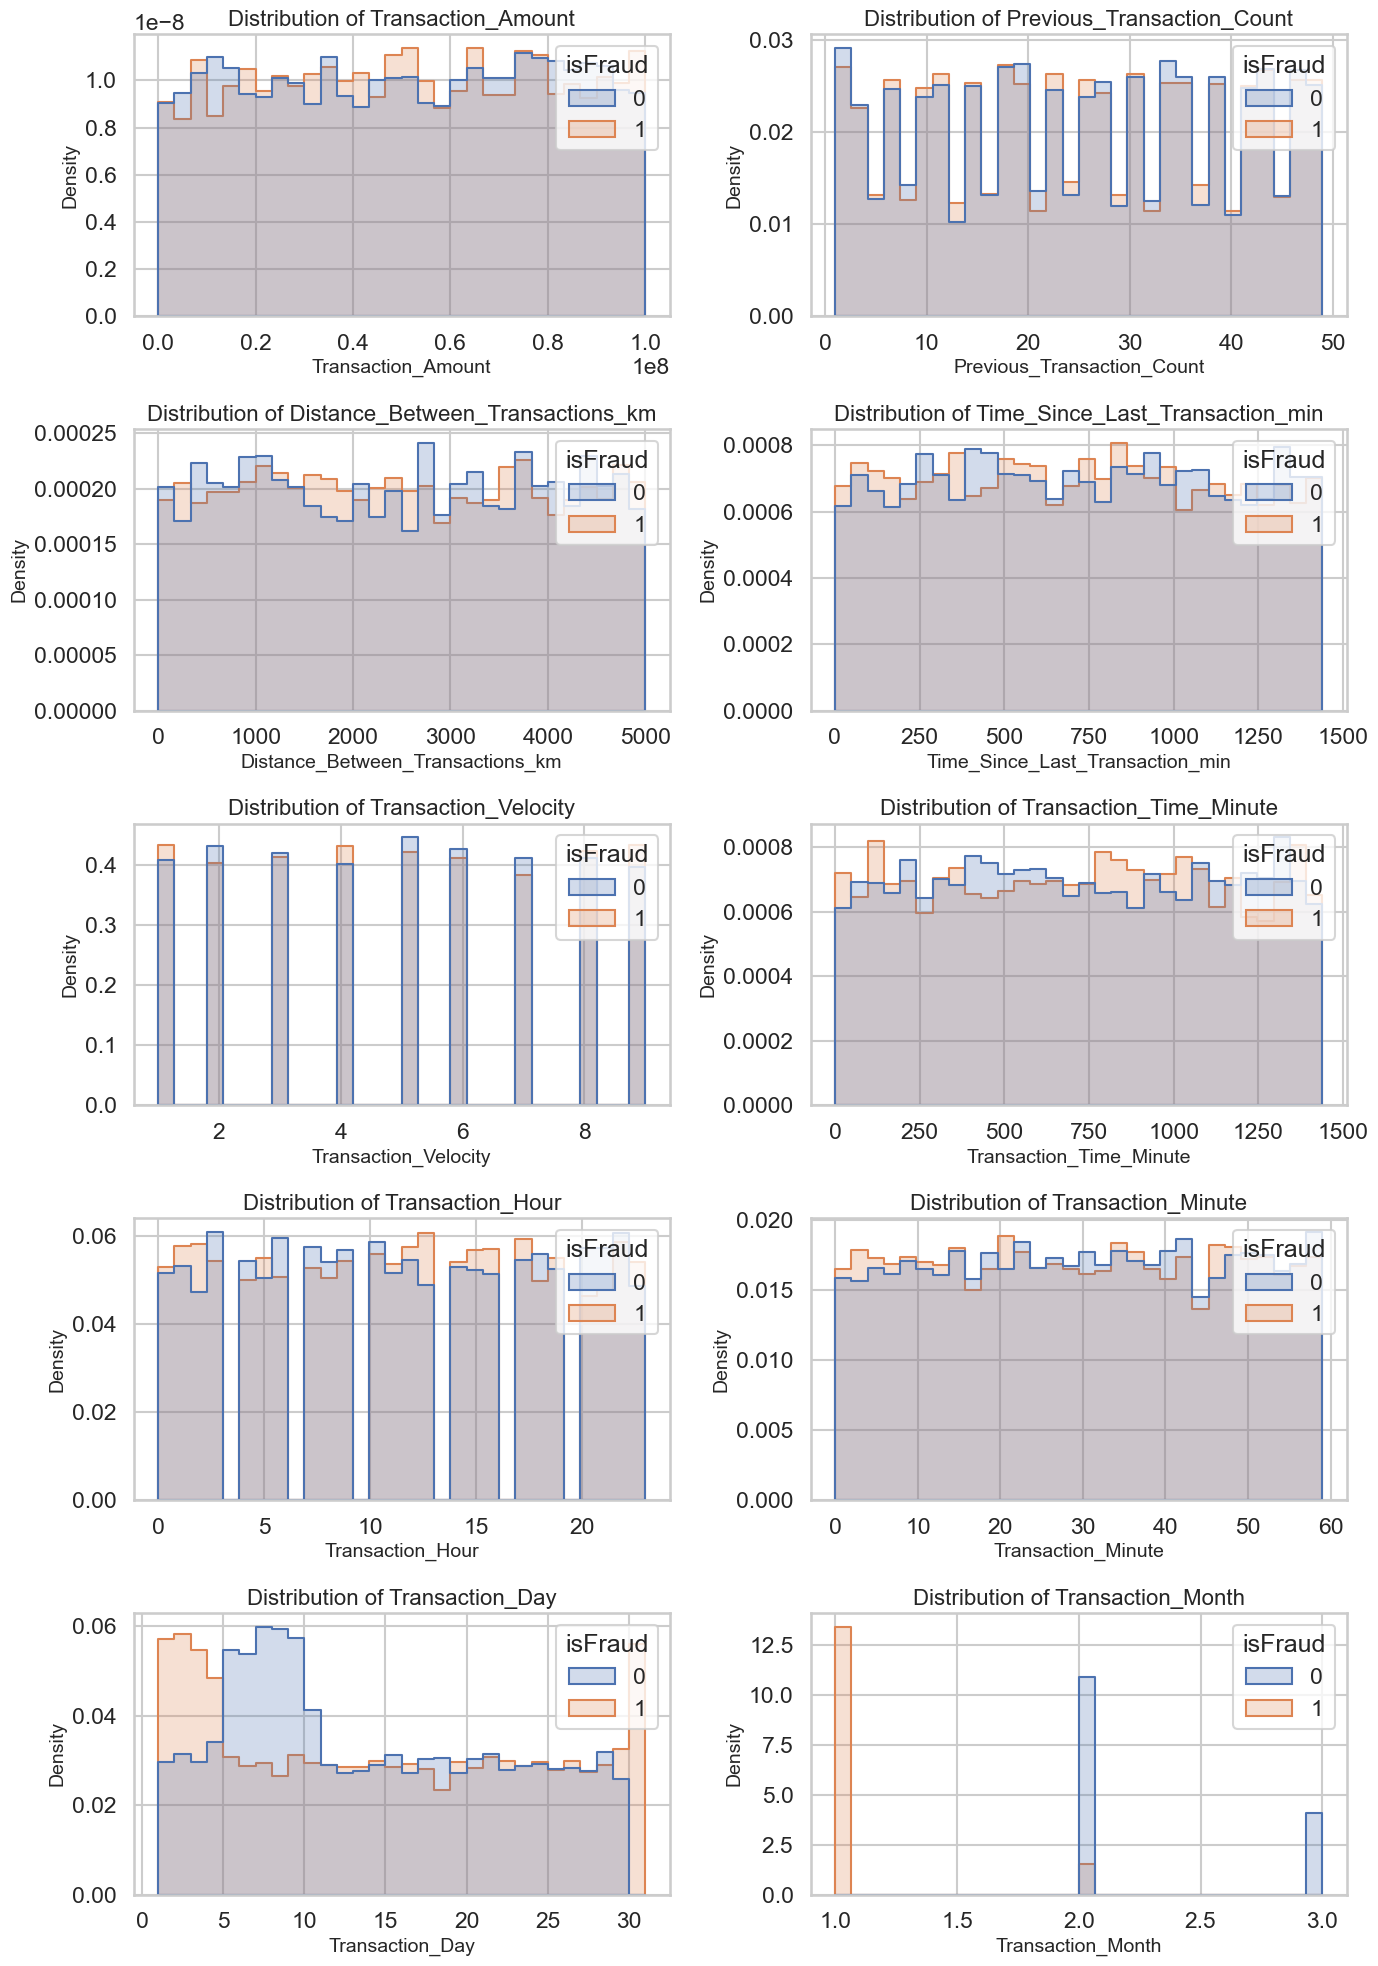 Distribution of Transaction_Amount
1e−8
1.0
0.8
0.6
0.4
0.2
0.0
Density
isFraud
0
1
0.0 0.2 0.4 0.6 0.8 1.0
1e8
Transaction_Amount
Distribution of Previous_Transaction_Count
0.03
0.02
0.01
0.00
Density
isFraud
0
1
0 10 20 30 40 50
Previous_Transaction_Count
Distribution of Distance_Between_Transactions_km
0.00025
0.00020
0.00015
0.00010
0.00005
0.00000
Density
isFraud
0
1
0 1000 2000 3000 4000 5000
Distance_Between_Transactions_km
Distribution of Time_Since_Last_Transaction_min
0.0008
0.0006
0.0004
0.0002
0.0000
Density
isFraud
0
1
0 250 500 750 1000 1250 1500
Time_Since_Last_Transaction_min
Distribution of Transaction_Velocity
0.4
0.3
0.2
0.1
0.0
Density
isFraud
0
1
2 4 6 8
Transaction_Velocity
Distribution of Transaction_Time_Minute
0.0008
0.0006
0.0004
0.0002
0.0000
Density
isFraud
0
1
0 250 500 750 1000 1250 1500
Transaction_Time_Minute
Distribution of Transaction_Hour
0.06
0.04
0.02
0.00
Density
isFraud
0
1
0 5 10 15 20
Transaction_Hour
Distribution of Transaction_Minute
0.020
0.015
0.010
0.005
0.000
Density
isFraud
0
1
0 10 20 30 40 50 60
Transaction_Minute
Distribution of Transaction_Day
0.06
0.04
0.02
0.00
Density
isFraud
0
1
0 5 10 15 20 25 30
Transaction_Day
Distribution of Transaction_Month
12.5
10.0
7.5
5.0
2.5
0.0
Density
isFraud
0
1
1.0 1.5 2.0 2.5 3.0
Transaction_Month